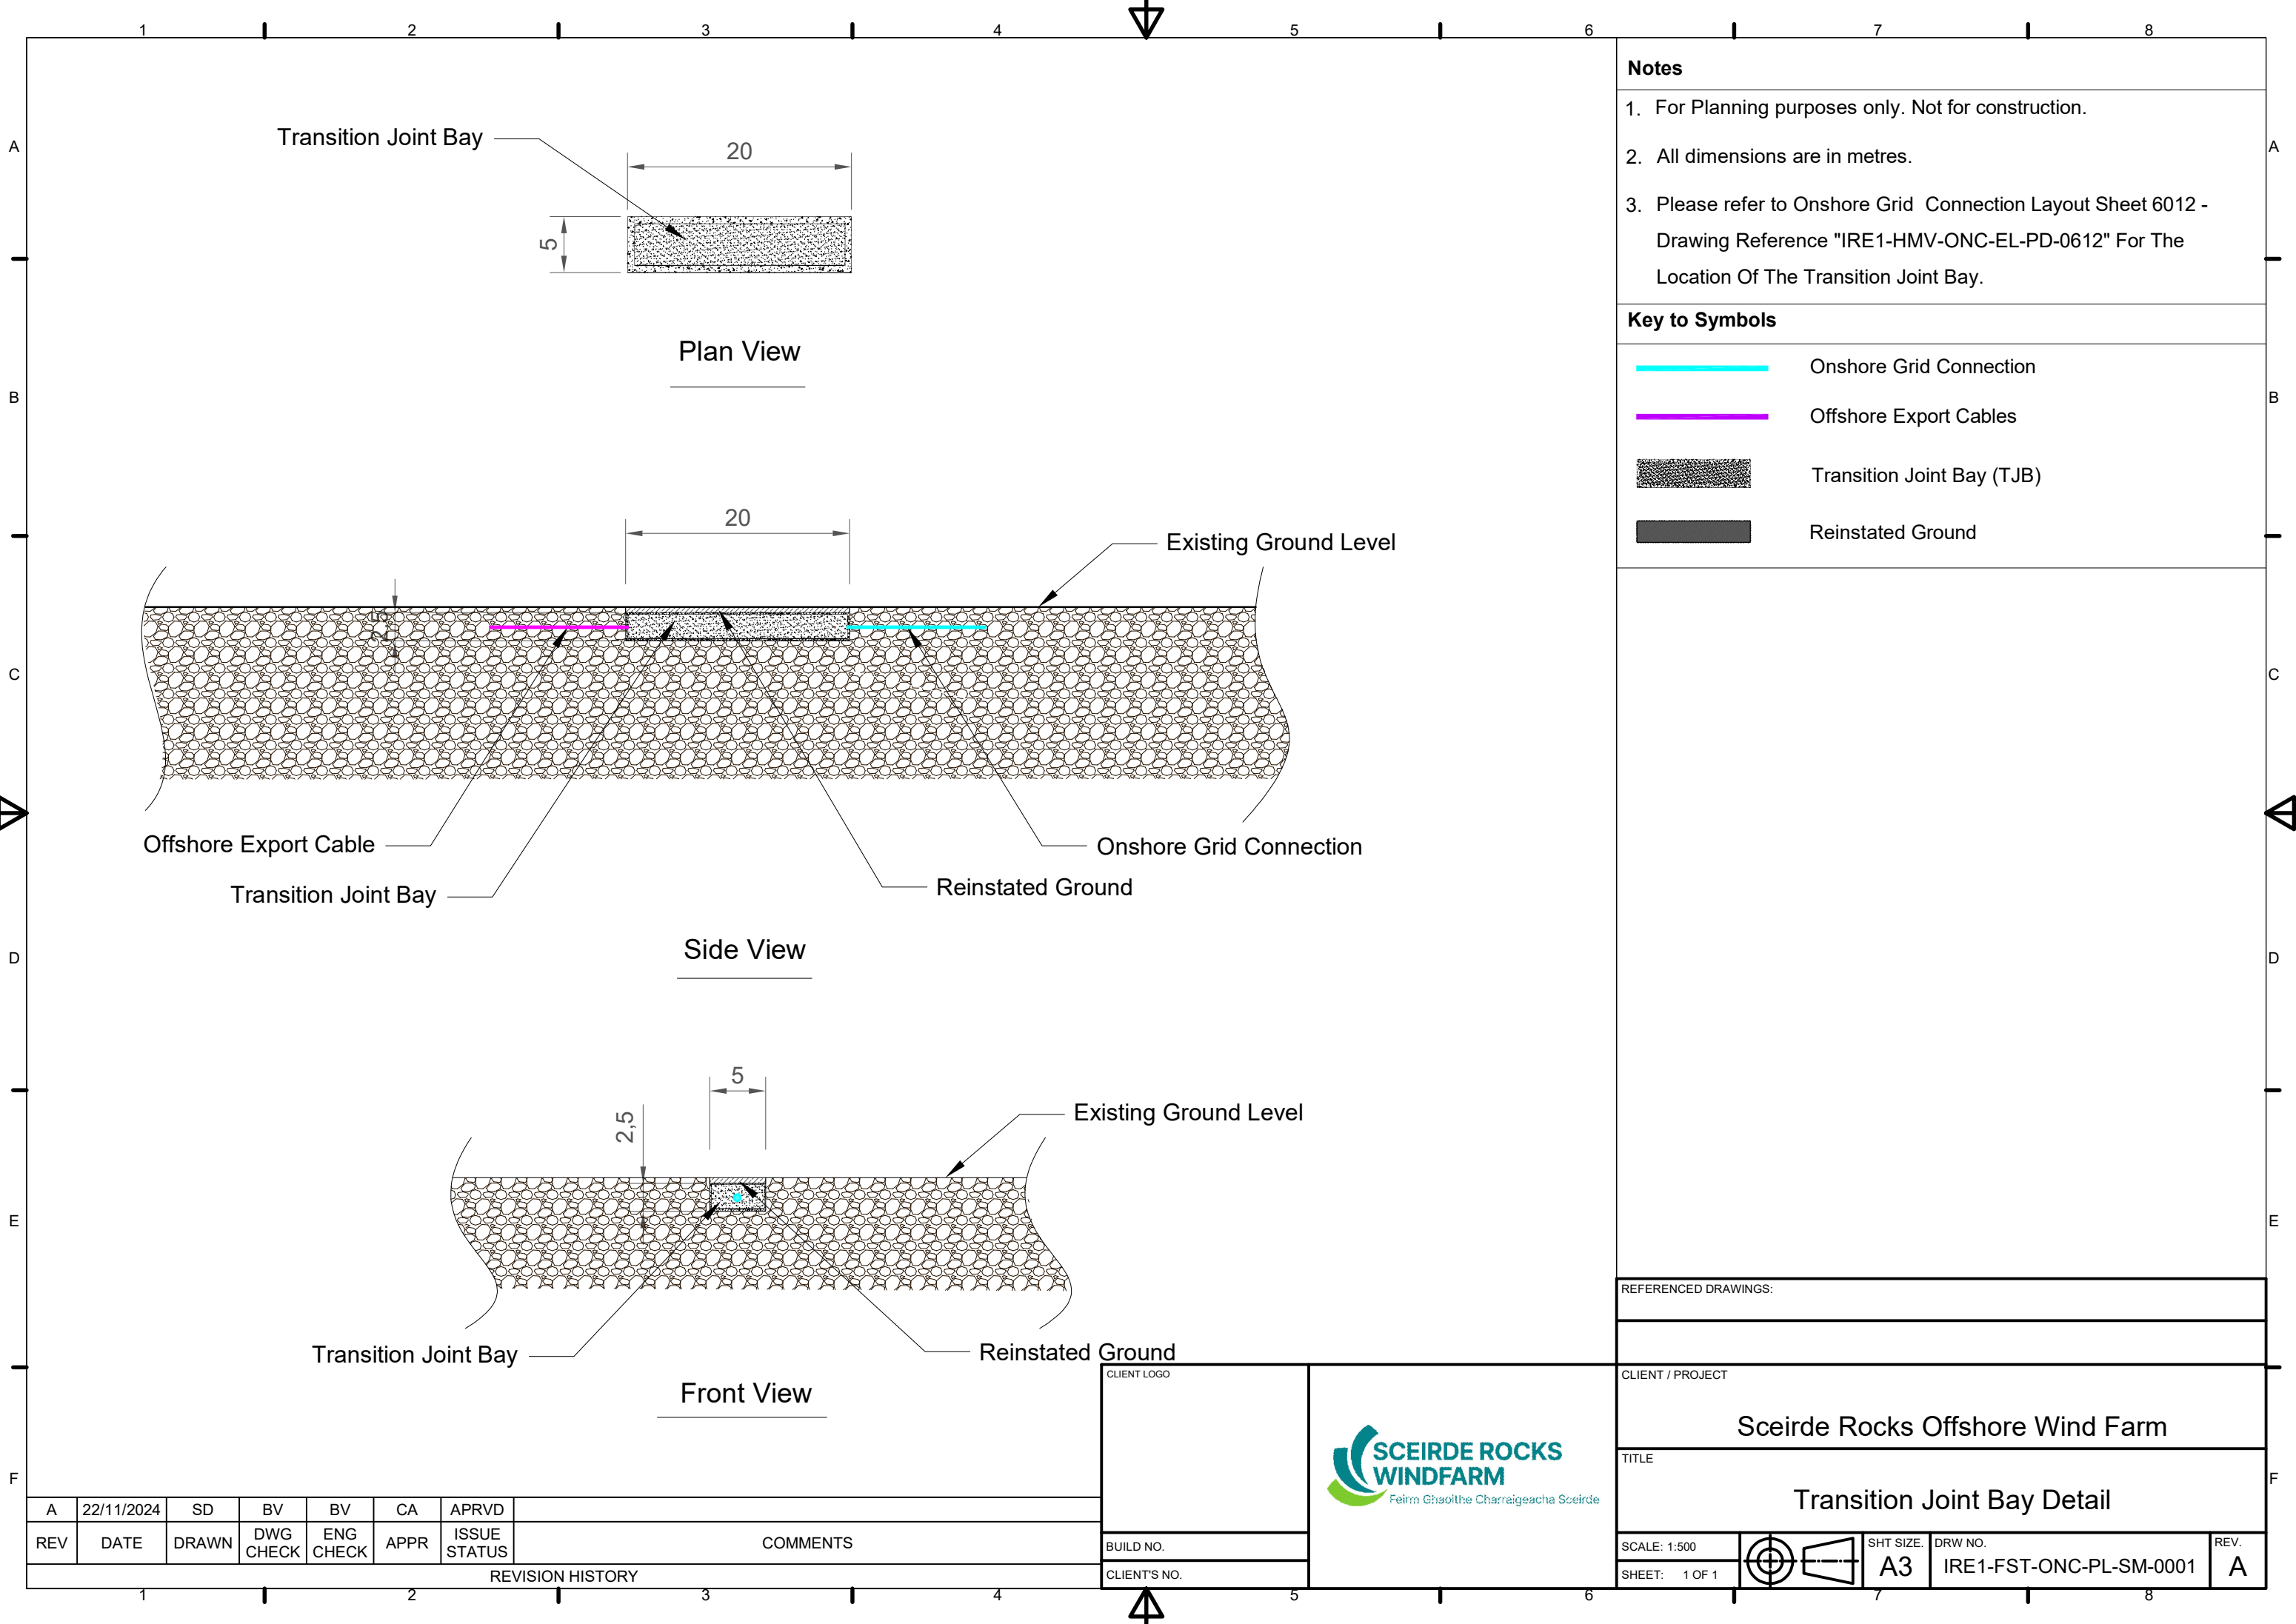 1 2 3 4 5 6 7 8
A
B
C
D
E
F
A
B
C
D
E
F
Transition Joint Bay
20
5
Plan View
20
Existing Ground Level
2,5
Offshore Export Cable
Onshore Grid Connection
Transition Joint Bay
Reinstated Ground
Side View
5
2,5
Existing Ground Level
Transition Joint Bay
Reinstated Ground
Front View
Notes
1. For Planning purposes only. Not for construction.
2. All dimensions are in metres.
3. Please refer to Onshore Grid Connection Layout Sheet 6012 -
Drawing Reference "IRE1-HMV-ONC-EL-PD-0612" For The
Location Of The Transition Joint Bay.
Key to Symbols
Onshore Grid Connection
Offshore Export Cables
Transition Joint Bay (TJB)
Reinstated Ground
REFERENCED DRAWINGS:
CLIENT / PROJECT
Sceirde Rocks Offshore Wind Farm
TITLE
Transition Joint Bay Detail
SCALE: 1:500
SHEET: 1 OF 1
SHT SIZE.
A3
DRW NO.
IRE1-FST-ONC-PL-SM-0001
REV.
A
CLIENT LOGO
BUILD NO.
CLIENT'S NO.
SCEIRDE ROCKS
WINDFARM
Feirm Ghaoithe Charraigeacha Sceirde
A 22/11/2024 SD BV BV CA APRVD
REV DATE DRAWN DWG CHECK ENG CHECK APPR ISSUE STATUS COMMENTS
REVISION HISTORY
1 2 3 4 5 6 7 8